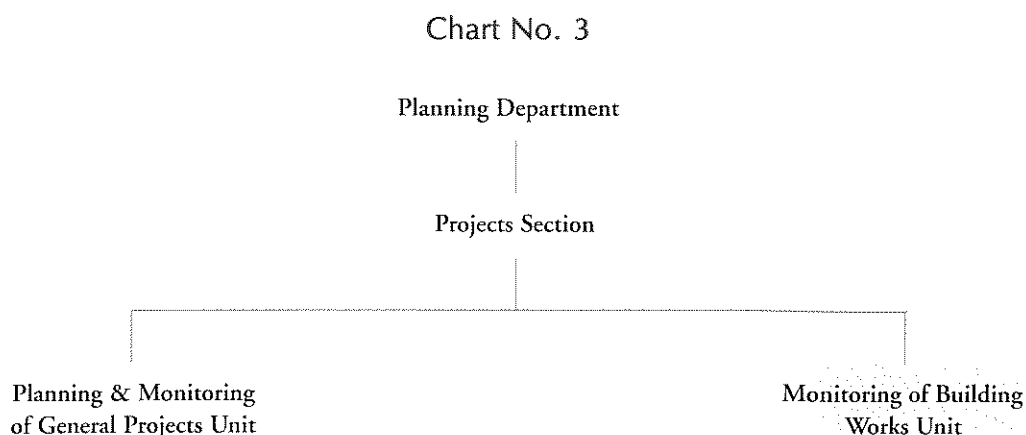 Chart No. 3
Planning Department
Projects Section
Planning & Monitoring
of General Projects Unit
Monitoring of Building
Works Unit